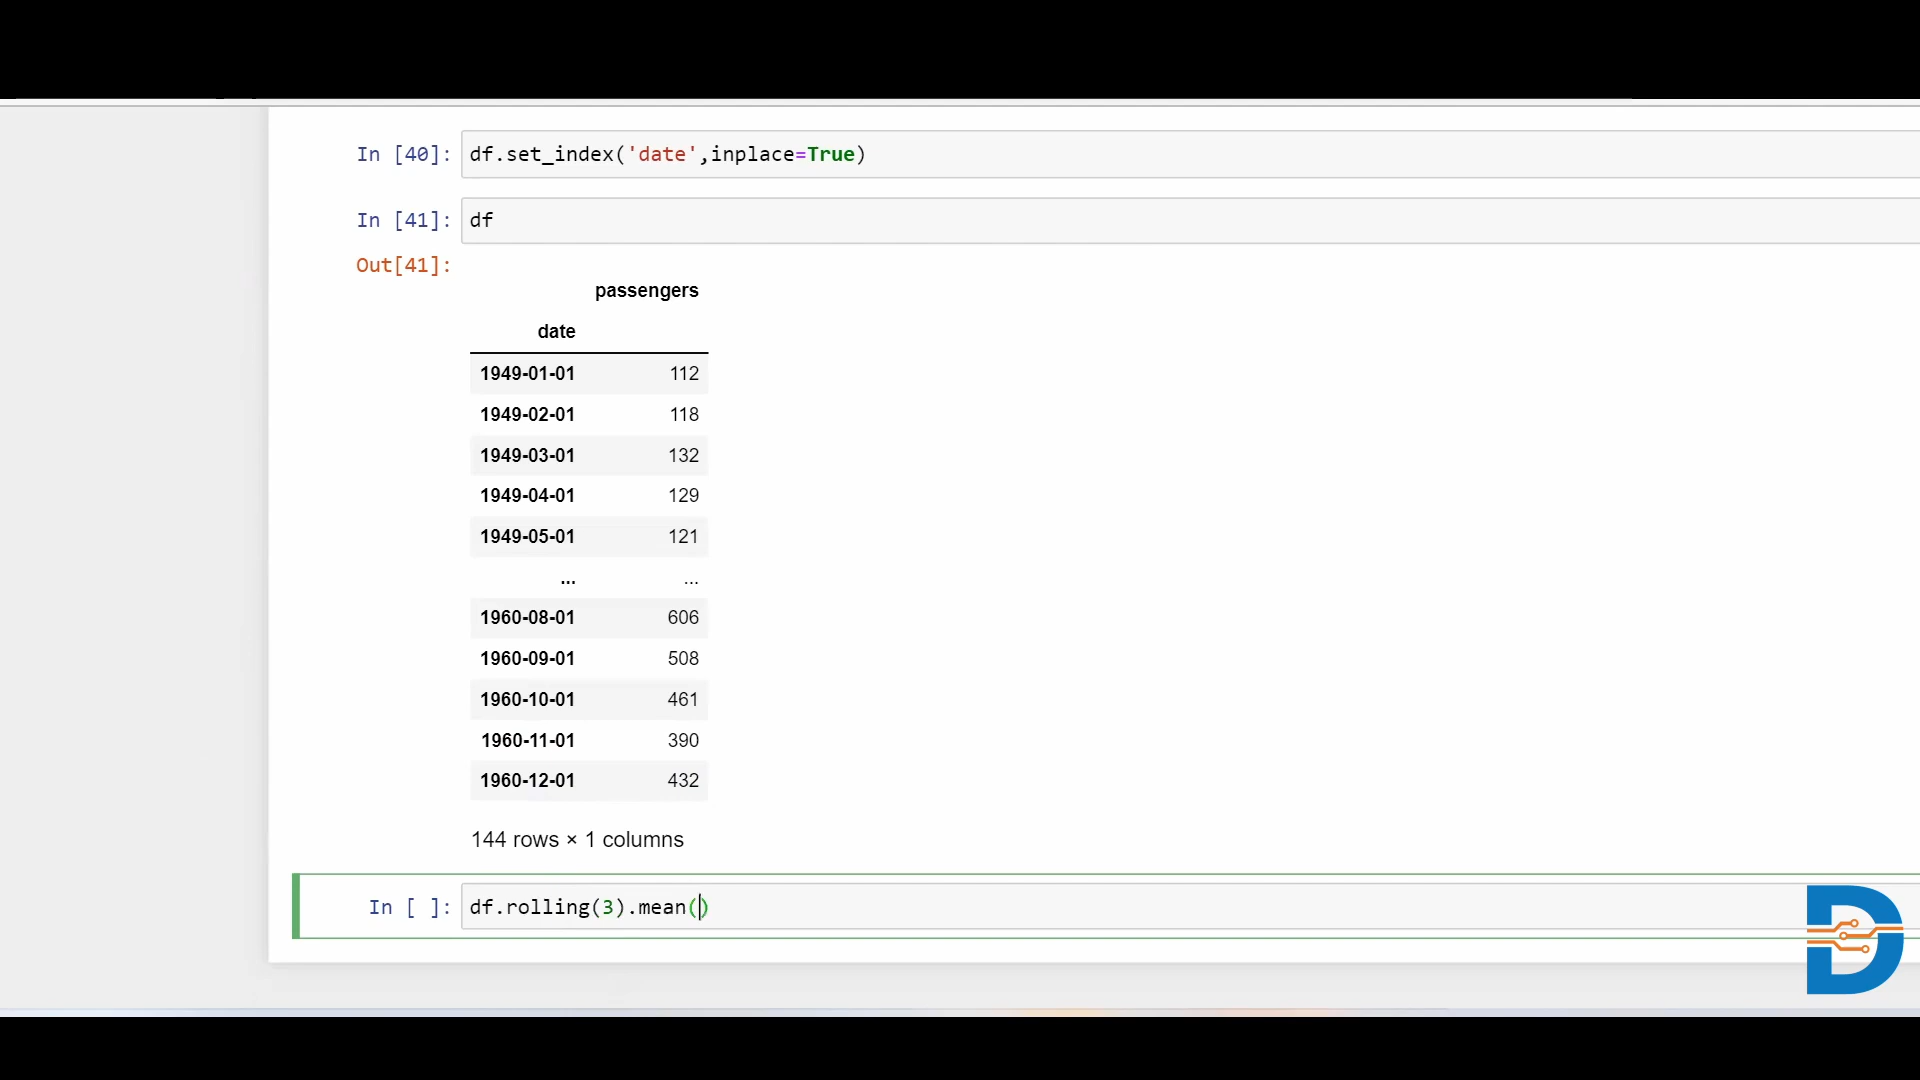 In [40]: df.set_index('date',inplace=True)
In [41]: df
Out[41]:
passengers
date
1949-01-01 112
1949-02-01 118
1949-03-01 132
1949-04-01 129
1949-05-01 121
... ...
1960-08-01 606
1960-09-01 508
1960-10-01 461
1960-11-01 390
1960-12-01 432
144 rows × 1 columns
In [ ]: df.rolling(3).mean()